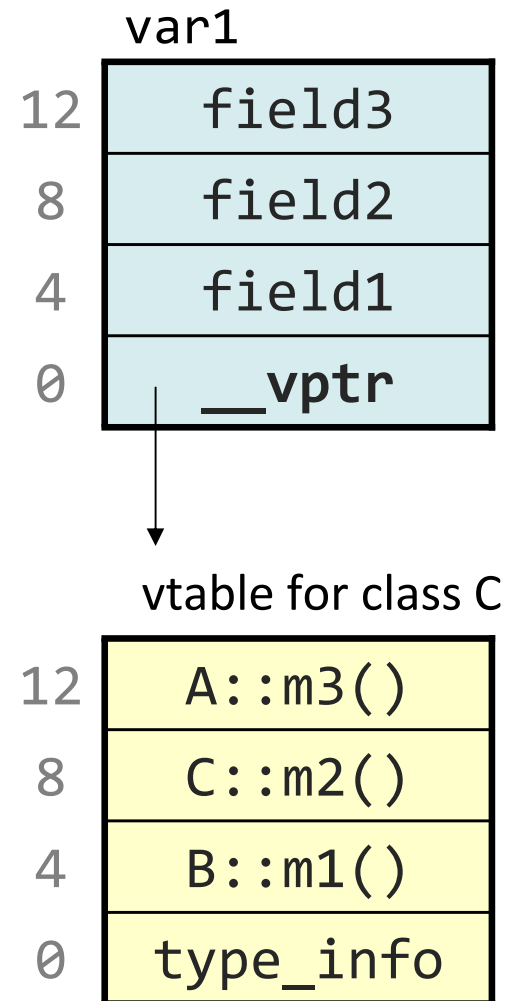 var1
12 field3
8 field2
4 field1
0 __vptr
vtable for class C
12 A::m3()
8 C::m2()
4 B::m1()
0 type_info